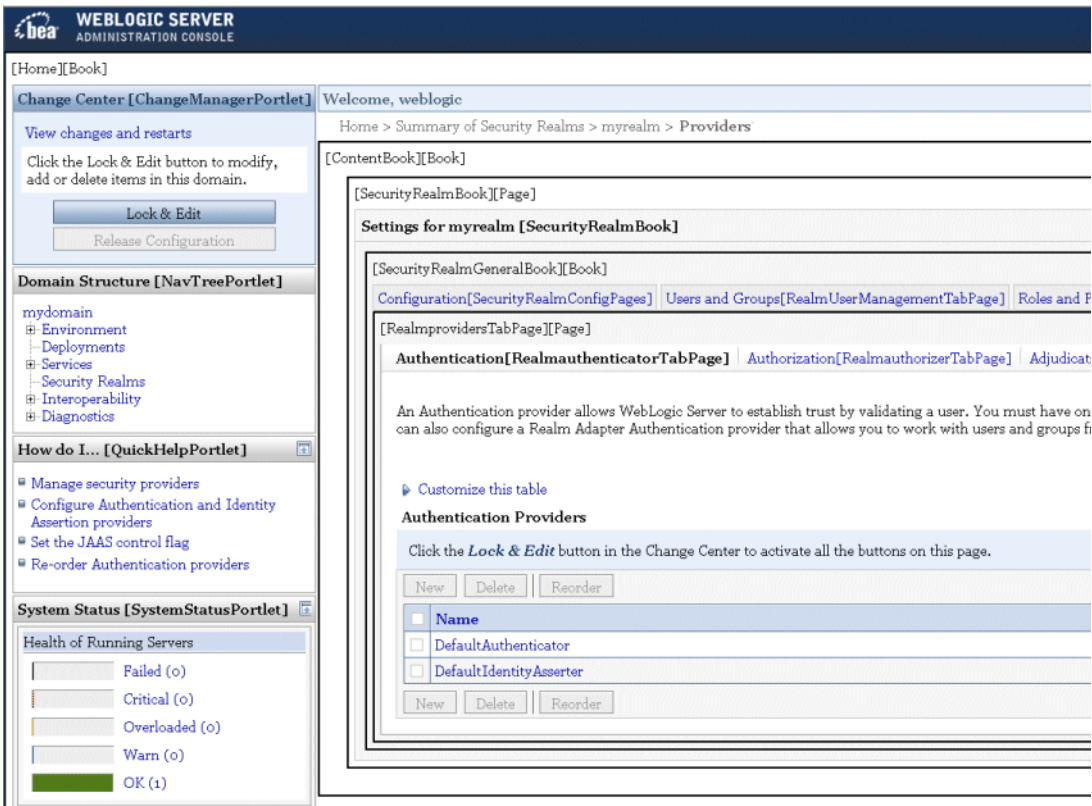 bea
WEBLOGIC SERVER
ADMINISTRATION CONSOLE
[Home][Book]
Change Center [ChangeManagerPortlet]
View changes and restarts
Click the Lock & Edit button to modify,
add or delete items in this domain.
Lock & Edit
Release Configuration
Domain Structure [NavTreePortlet]
mydomain
Environment
Deployments
Services
Security Realms
Interoperability
Diagnostics
How do I... [QuickHelpPortlet]
Manage security providers
Configure Authentication and Identity
Assertion providers
Set the JAAS control flag
Re-order Authentication providers
System Status [SystemStatusPortlet]
Health of Running Servers
Failed (0)
Critical (0)
Overloaded (0)
Warn (0)
OK (1)
Welcome, weblogic
Home > Summary of Security Realms > myrealm > Providers
[ContentBook][Book]
[SecurityRealmBook][Page]
Settings for myrealm [SecurityRealmBook]
[SecurityRealmGeneralBook][Book]
Configuration[SecurityRealmConfigPages] Users and Groups[RealmUserManagementTabPage] Roles and P
[RealmprovidersTabPage][Page]
Authentication[RealmauthenticatorTabPage] Authorization[RealmauthorizerTabPage] Adjudicat
An Authentication provider allows WebLogic Server to establish trust by validating a user. You must have on
can also configure a Realm Adapter Authentication provider that allows you to work with users and groups f
Customize this table
Authentication Providers
Click the Lock & Edit button in the Change Center to activate all the buttons on this page.
New Delete Reorder
Name
DefaultAuthenticator
DefaultIdentityAsserter
New Delete Reorder